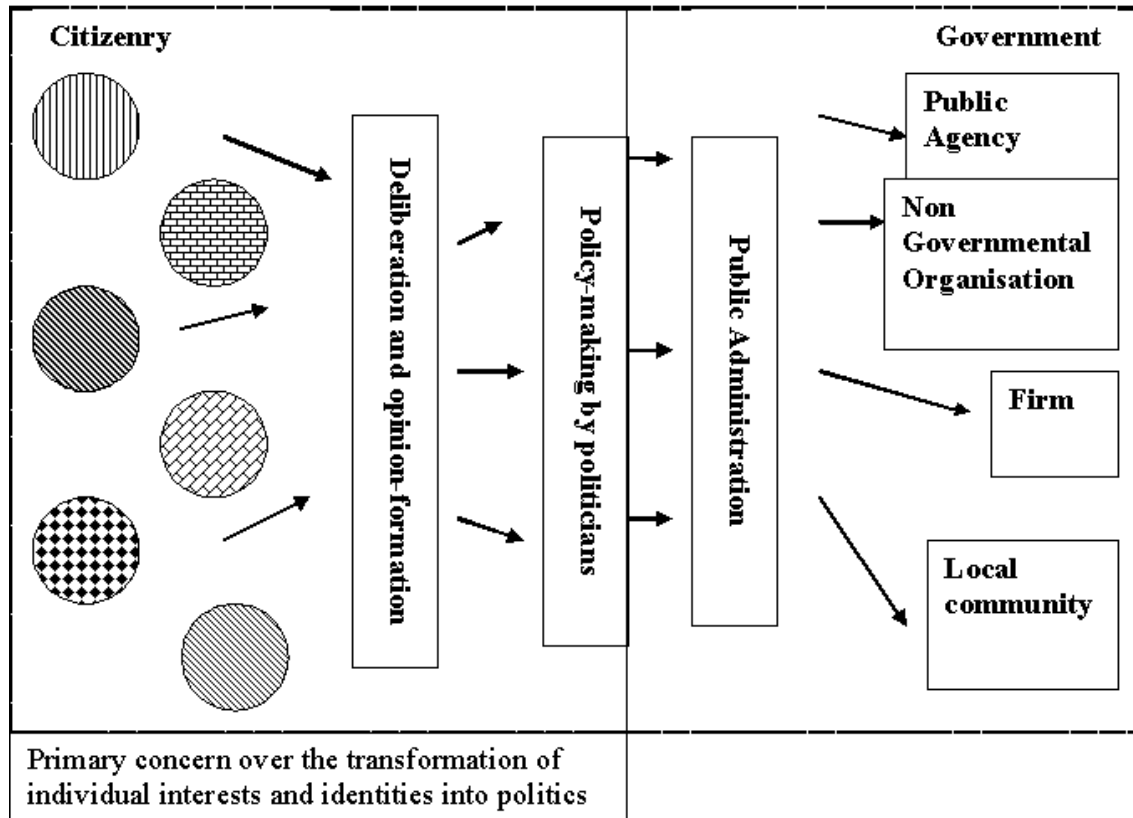 Citizenry
Government
Deliberation and opinion-formation
Policy-making by politicians
Public Administration
Public
Agency
Non
Governmental
Organisation
Firm
Local
community
Primary concern over the transformation of
individual interests and identities into politics